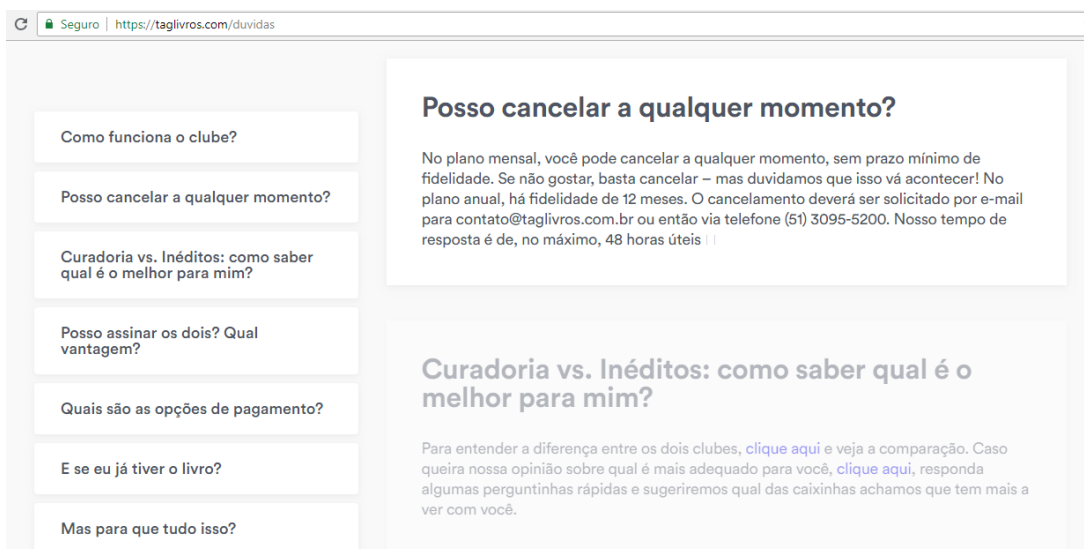 Seguro | https://taglivros.com/duvidas
Como funciona o clube?
Posso cancelar a qualquer momento?
Curadoria vs. Inéditos: como saber
qual é o melhor para mim?
Posso assinar os dois? Qual
vantagem?
Quais são as opções de pagamento?
E se eu já tiver o livro?
Mas para que tudo isso?
Posso cancelar a qualquer momento?
No plano mensal, você pode cancelar a qualquer momento, sem prazo mínimo de
fidelidade. Se não gostar, basta cancelar – mas duvidamos que isso vá acontecer! No
plano anual, há fidelidade de 12 meses. O cancelamento deverá ser solicitado por e-mail
para contato@taglivros.com.br ou então via telefone (51) 3095-5200. Nosso tempo de
resposta é de, no máximo, 48 horas úteis
Curadoria vs. Inéditos: como saber qual é o
melhor para mim?
Para entender a diferença entre os dois clubes, clique aqui e veja a comparação. Caso
queira nossa opinião sobre qual é mais adequado para você, clique aqui, responda
algumas perguntinhas rápidas e sugeriremos qual das caixinhas achamos que tem mais a
ver com você.